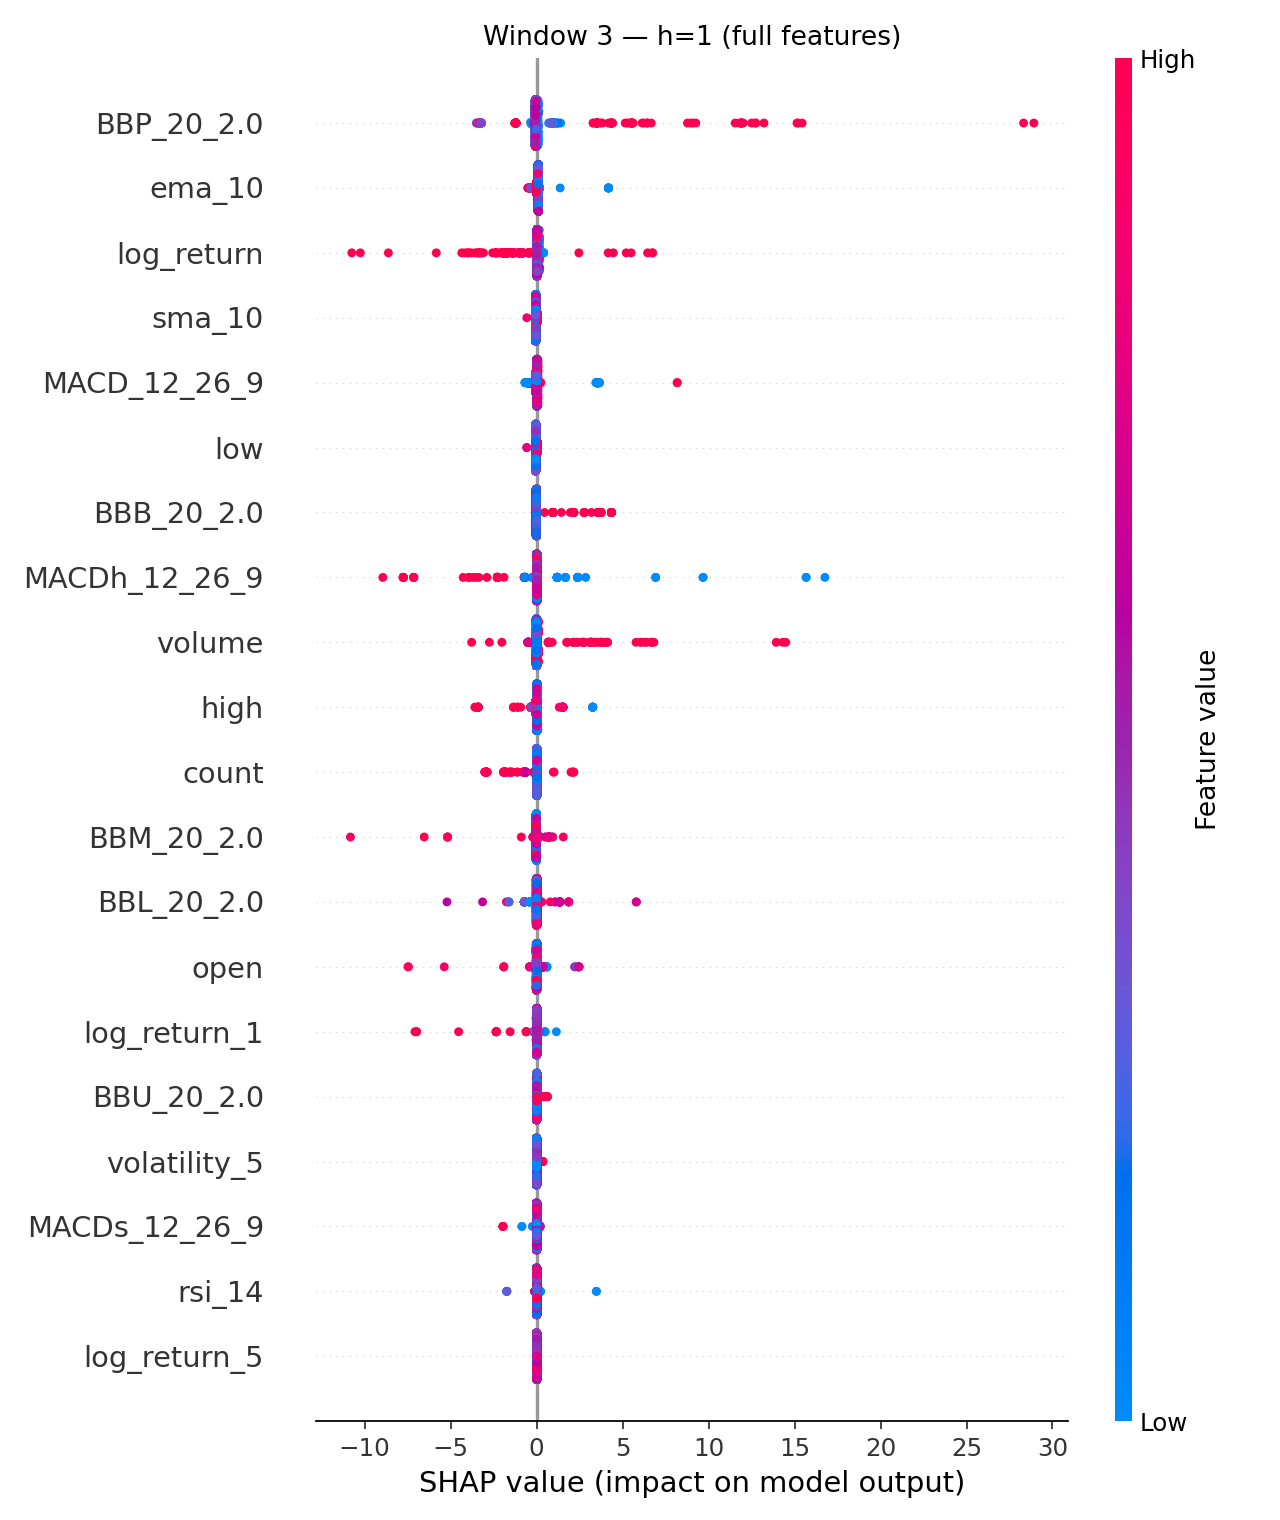 Window 3 — h=1 (full features)
High
BBP_20_2.0
ema_10
log_return
sma_10
MACD_12_26_9
low
BBB_20_2.0
MACDh_12_26_9
volume
high
count
BBM_20_2.0
BBL_20_2.0
open
log_return_1
BBU_20_2.0
volatility_5
MACDs_12_26_9
rsi_14
log_return_5
Feature value
Low
−10 −5 0 5 10 15 20 25 30
SHAP value (impact on model output)